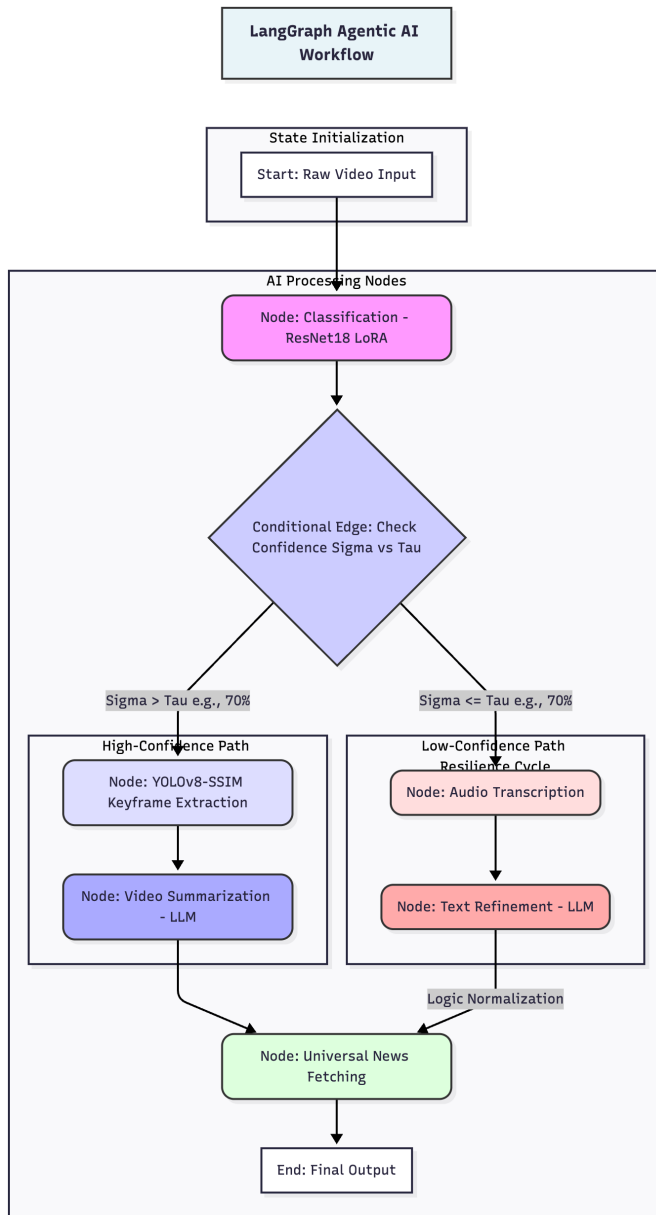 LangGraph Agentic AI
Workflow
State Initialization
Start: Raw Video Input
AI Processing Nodes
Node: Classification -
ResNet18 LoRA
Conditional Edge: Check
Confidence Sigma vs Tau
Sigma > Tau e.g., 70%
Sigma <= Tau e.g., 70%
High-Confidence Path
Low-Confidence Path
Resilience Cycle
Node: YOLOv8-SSIM
Keyframe Extraction
Node: Audio Transcription
Node: Video Summarization
- LLM
Node: Text Refinement - LLM
Logic Normalization
Node: Universal News
Fetching
End: Final Output